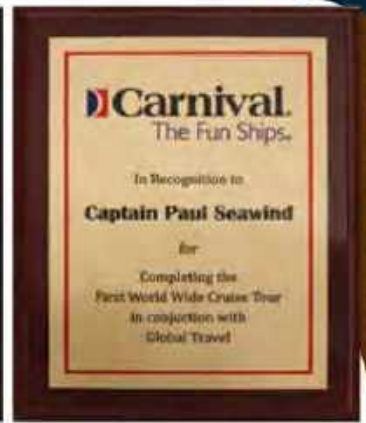 Carnival.
The Fun Ships®
In Recognition to
Captain Paul Seawind
for
Completing the
First World Wide Cruise Tour
in conjuction with
Global Travel